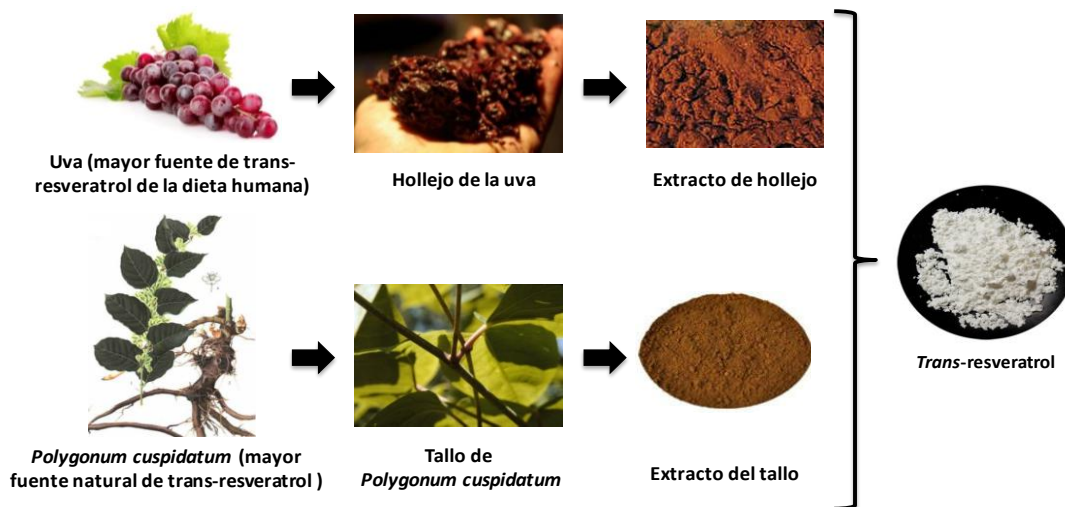 Uva (mayor fuente de trans-
resveratrol de la dieta humana)
Hollejo de la uva
Extracto de hollejo
Trans-resveratrol
Polygonum cuspidatum (mayor
fuente natural de trans-resveratrol )
Tallo de
Polygonum cuspidatum
Extracto del tallo